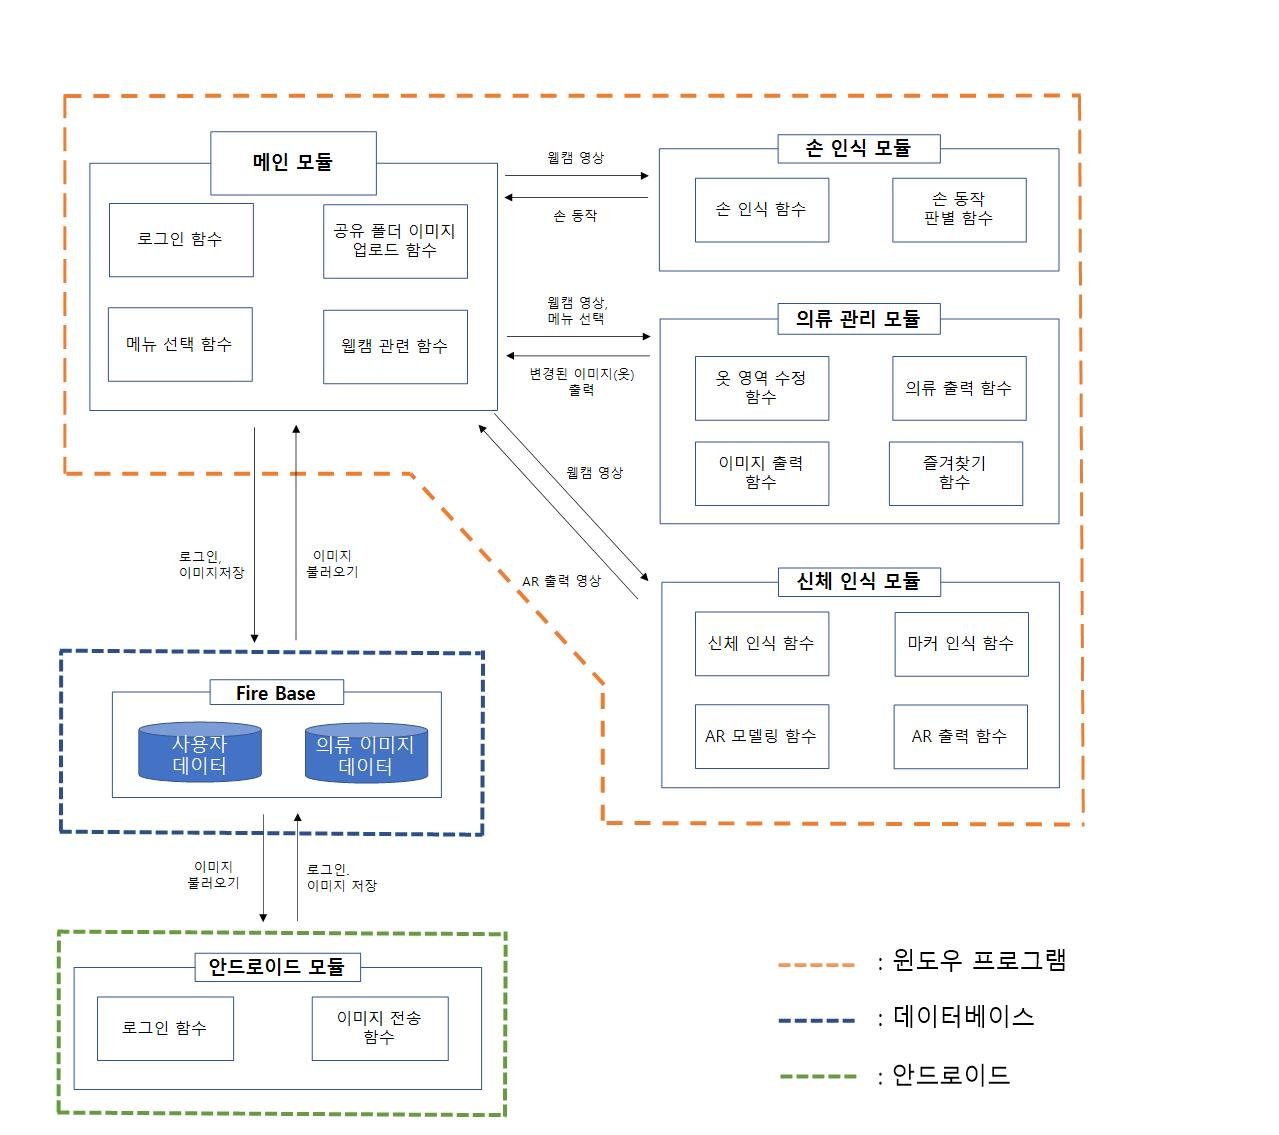 메인 모듈
로그인 함수
공유 폴더 이미지
업로드 함수
메뉴 선택 함수
웹캠 관련 함수
웹캠 영상
손 동작
손 인식 모듈
손 인식 함수
손 동작
판별 함수
웹캠 영상,
메뉴 선택
변경된 이미지(옷)
출력
의류 관리 모듈
옷 영역 수정
함수
의류 출력 함수
이미지 출력
함수
즐겨찾기
함수
웹캠 영상
AR 출력 영상
신체 인식 모듈
신체 인식 함수
마커 인식 함수
AR 모델링 함수
AR 출력 함수
로그인,
이미지저장
이미지
불러오기
Fire Base
사용자
데이터
의류 이미지
데이터
이미지
불러오기
로그인.
이미지 저장
안드로이드 모듈
로그인 함수
이미지 전송
함수
: 윈도우 프로그램
: 데이터베이스
: 안드로이드